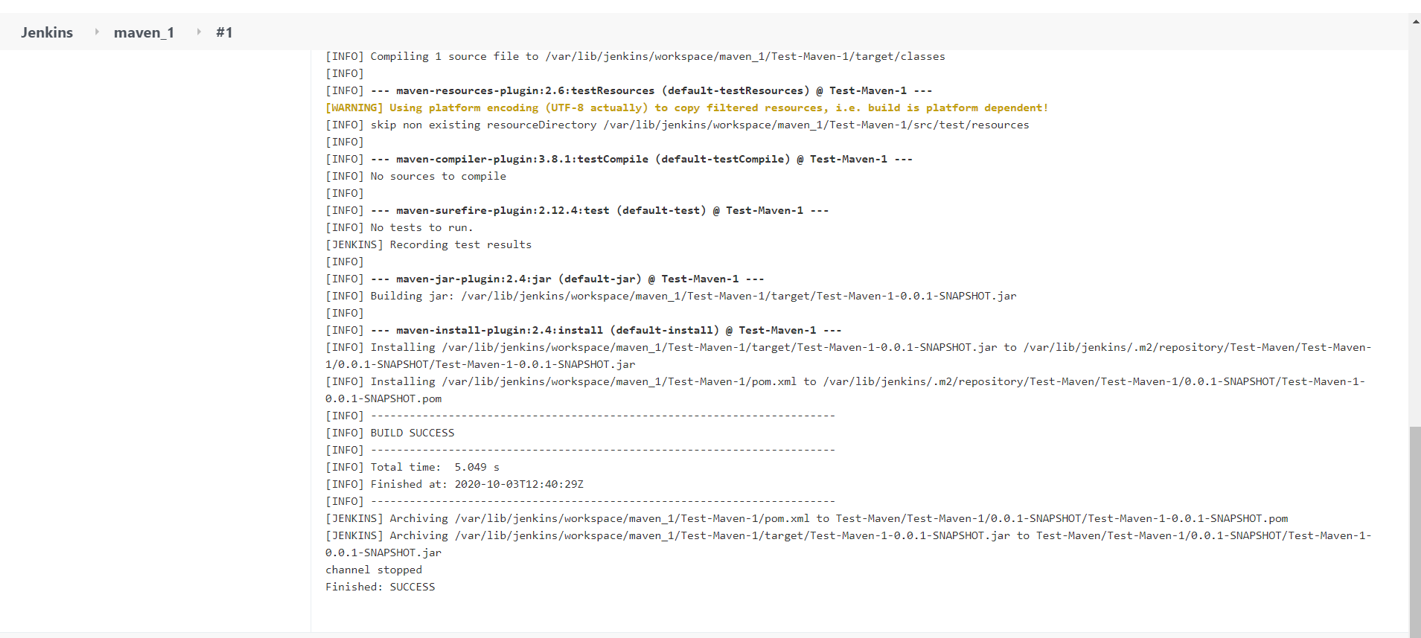 Jenkins maven_1 #1
[INFO] Compiling 1 source file to /var/lib/jenkins/workspace/maven_1/Test-Maven-1/target/classes
[INFO]
[INFO] --- maven-resources-plugin:2.6:testResources (default-testResources) @ Test-Maven-1 ---
[WARNING] Using platform encoding (UTF-8 actually) to copy filtered resources, i.e. build is platform dependent!
[INFO] skip non existing resourceDirectory /var/lib/jenkins/workspace/maven_1/Test-Maven-1/src/test/resources
[INFO]
[INFO] --- maven-compiler-plugin:3.8.1:testCompile (default-testCompile) @ Test-Maven-1 ---
[INFO] No sources to compile
[INFO]
[INFO] --- maven-surefire-plugin:2.12.4:test (default-test) @ Test-Maven-1 ---
[INFO] No tests to run.
[JENKINS] Recording test results
[INFO]
[INFO] --- maven-jar-plugin:2.4:jar (default-jar) @ Test-Maven-1 ---
[INFO] Building jar: /var/lib/jenkins/workspace/maven_1/Test-Maven-1/target/Test-Maven-1-0.0.1-SNAPSHOT.jar
[INFO]
[INFO] --- maven-install-plugin:2.4:install (default-install) @ Test-Maven-1 ---
[INFO] Installing /var/lib/jenkins/workspace/maven_1/Test-Maven-1/target/Test-Maven-1-0.0.1-SNAPSHOT.jar to /var/lib/jenkins/.m2/repository/Test-Maven/Test-Maven-
1/0.0.1-SNAPSHOT/Test-Maven-1-0.0.1-SNAPSHOT.jar
[INFO] Installing /var/lib/jenkins/workspace/maven_1/Test-Maven-1/pom.xml to /var/lib/jenkins/.m2/repository/Test-Maven/Test-Maven-1/0.0.1-SNAPSHOT/Test-Maven-1-
0.0.1-SNAPSHOT.pom
[INFO] ------------------------------------------------------------------------
[INFO] BUILD SUCCESS
[INFO] ------------------------------------------------------------------------
[INFO] Total time:  5.049 s
[INFO] Finished at: 2020-10-03T12:40:29Z
[INFO] ------------------------------------------------------------------------
[JENKINS] Archiving /var/lib/jenkins/workspace/maven_1/Test-Maven-1/pom.xml to Test-Maven/Test-Maven-1/0.0.1-SNAPSHOT/Test-Maven-1-0.0.1-SNAPSHOT.pom
[JENKINS] Archiving /var/lib/jenkins/workspace/maven_1/Test-Maven-1/target/Test-Maven-1-0.0.1-SNAPSHOT.jar to Test-Maven/Test-Maven-1/0.0.1-SNAPSHOT/Test-Maven-1-
0.0.1-SNAPSHOT.jar
channel stopped
Finished: SUCCESS